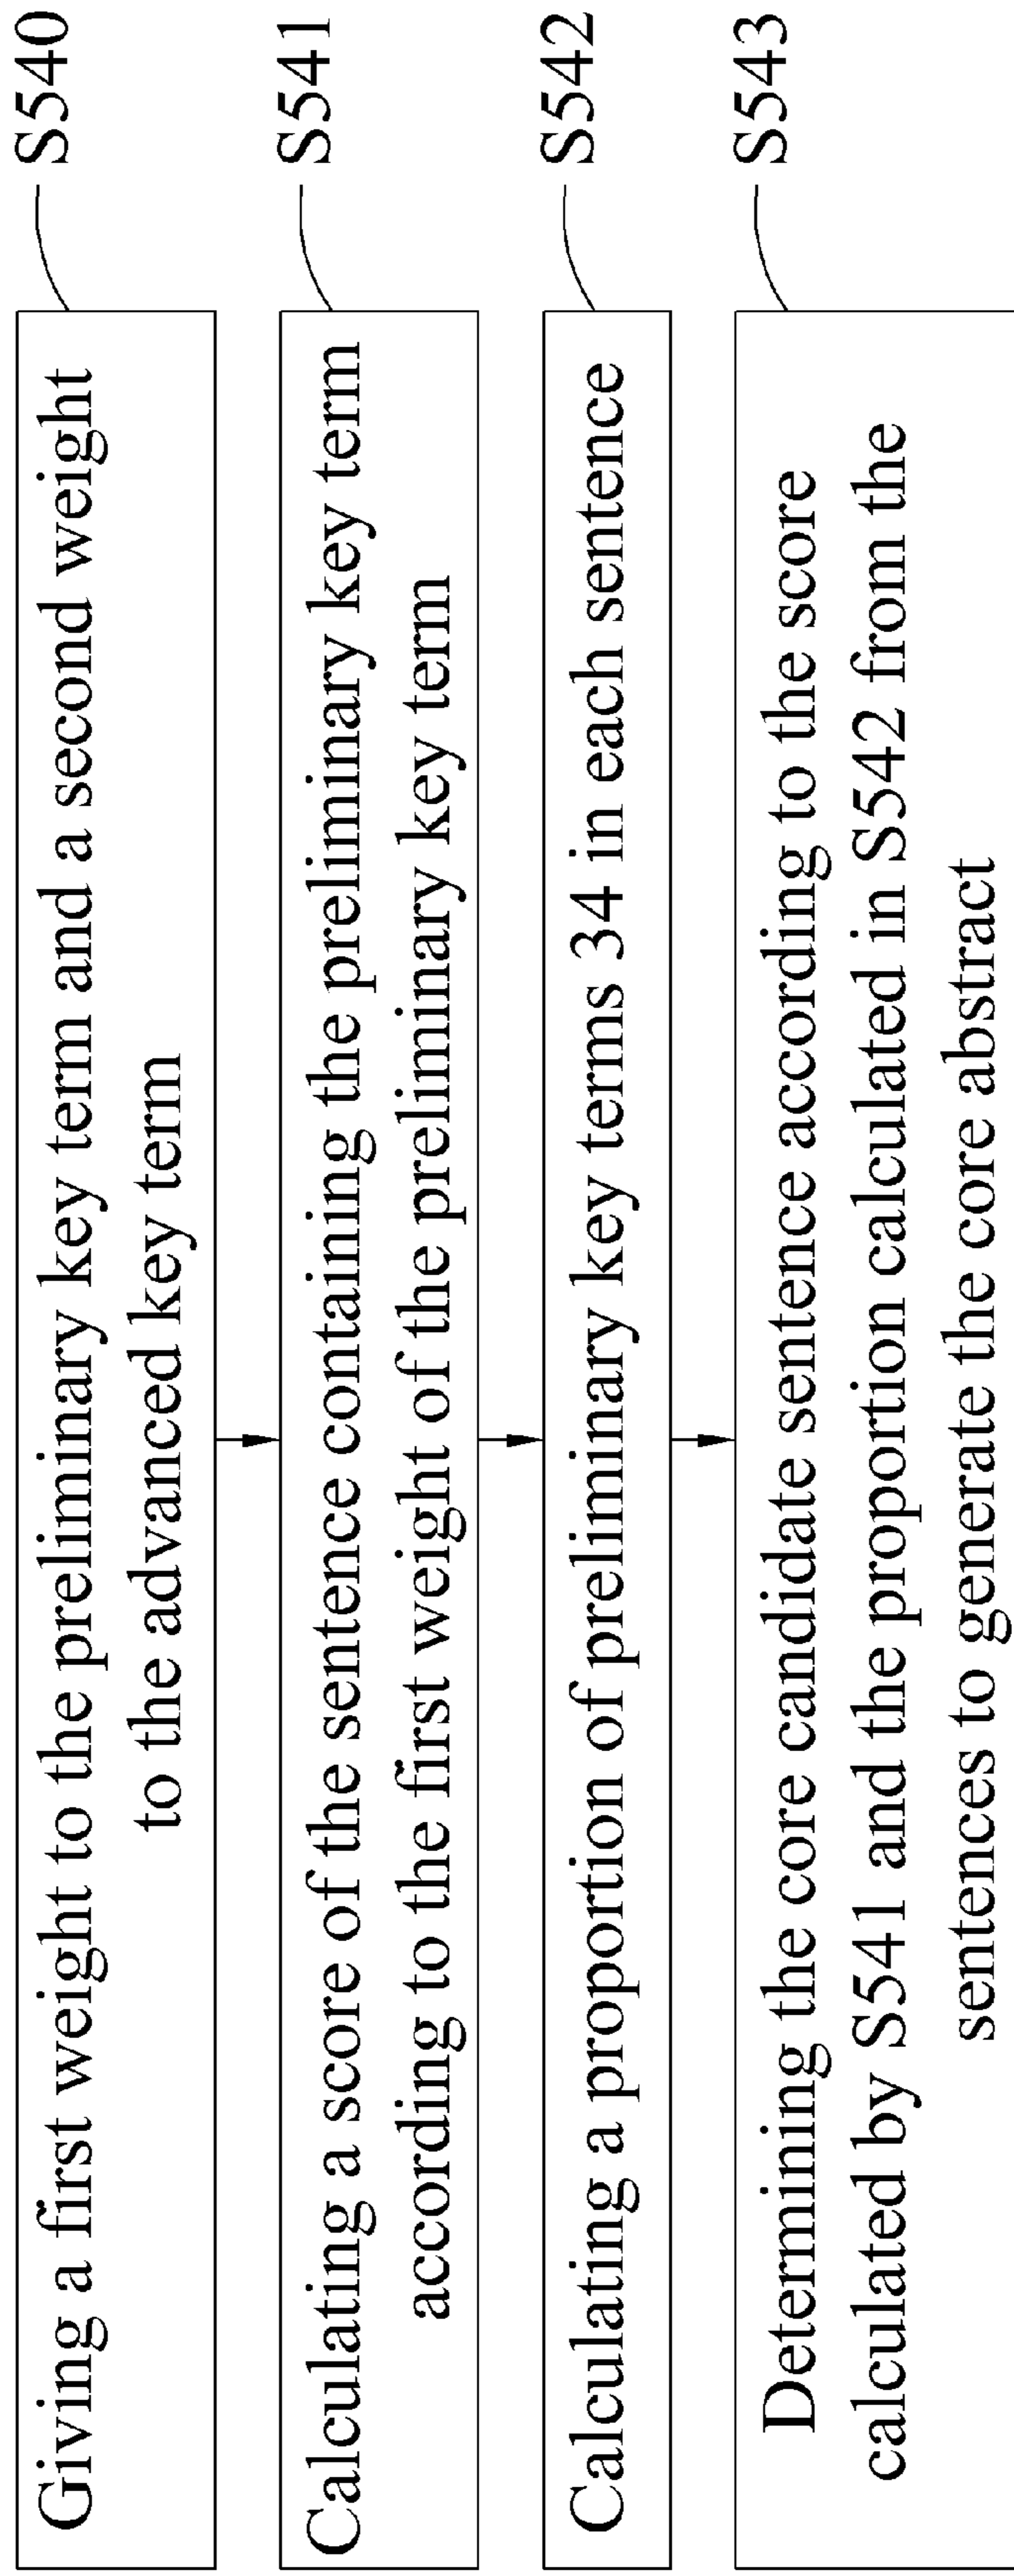 Giving a first weight to the preliminary key term and a second weight
to the advanced key term
S540
Calculating a score of the sentence containing the preliminary key term
according to the first weight of the preliminary key term
S541
Calculating a proportion of preliminary key terms 34 in each sentence
S542
Determining the core candidate sentence according to the score
calculated by S541 and the proportion calculated in S542 from the
sentences to generate the core abstract
S543